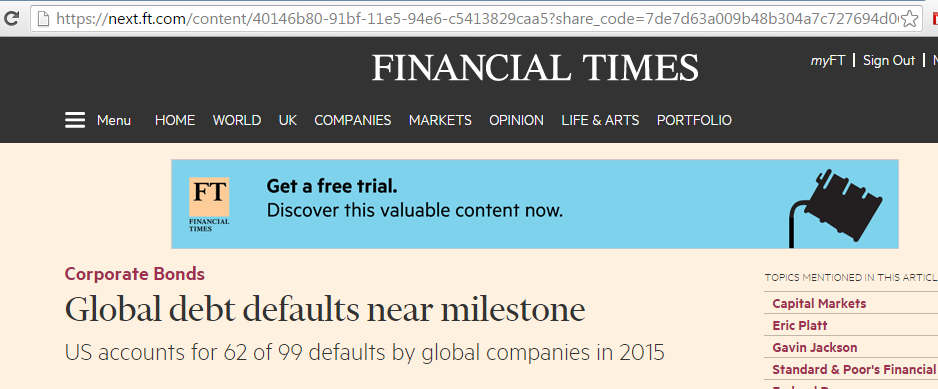 https://next.ft.com/content/40146b80-91bf-11e5-94e6-c5413829caa5?share_code=7de7d63a009b48b304a7c727694d0
FINANCIAL TIMES
myFT | Sign Out |
Menu HOME WORLD UK COMPANIES MARKETS OPINION LIFE & ARTS PORTFOLIO
FT
FINANCIAL
TIMES
Get a free trial.
Discover this valuable content now.
Corporate Bonds
Global debt defaults near milestone
US accounts for 62 of 99 defaults by global companies in 2015
TOPICS MENTIONED IN THIS ARTICL
Capital Markets
Eric Platt
Gavin Jackson
Standard & Poor's Financial